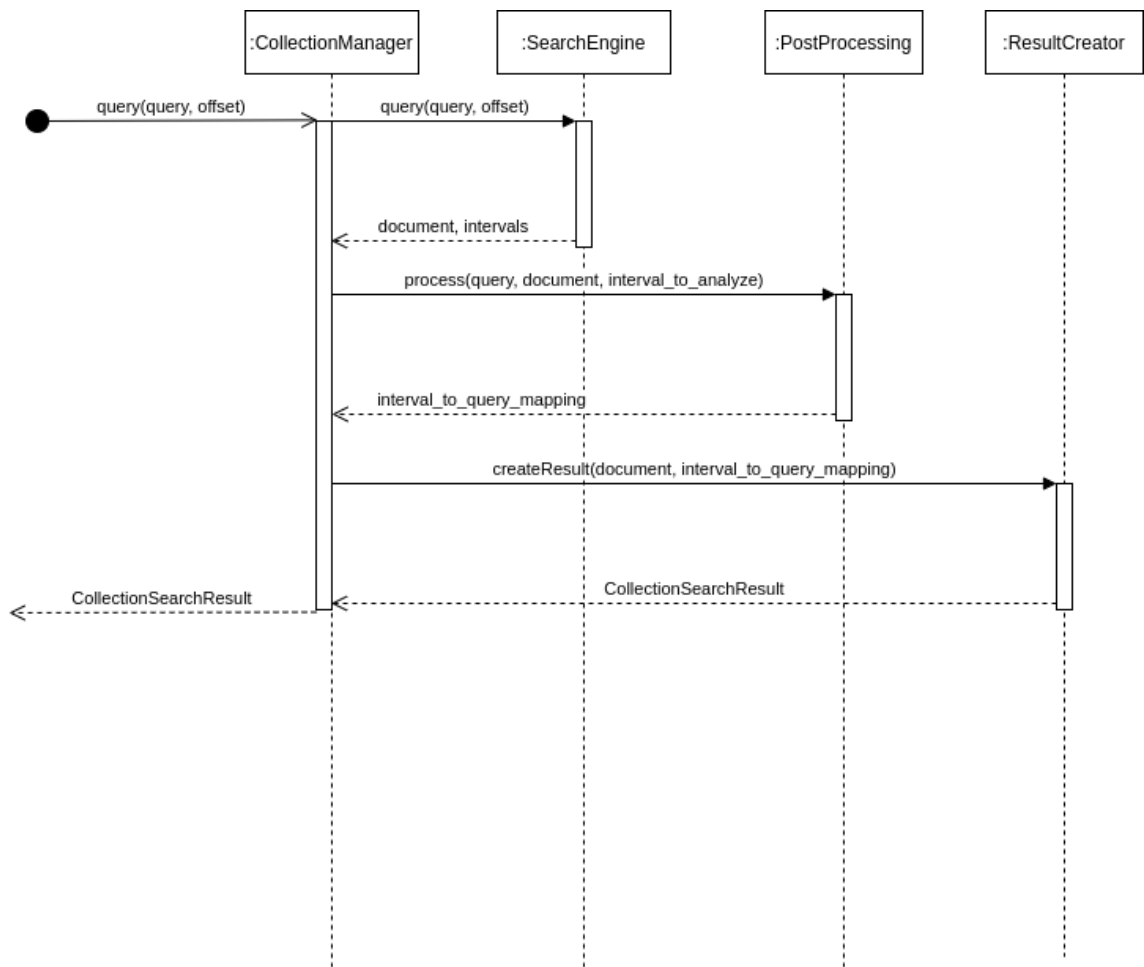 :CollectionManager
:SearchEngine
:PostProcessing
:ResultCreator
query(query, offset)
query(query, offset)
document, intervals
process(query, document, interval_to_analyze)
interval_to_query_mapping
createResult(document, interval_to_query_mapping)
CollectionSearchResult
CollectionSearchResult